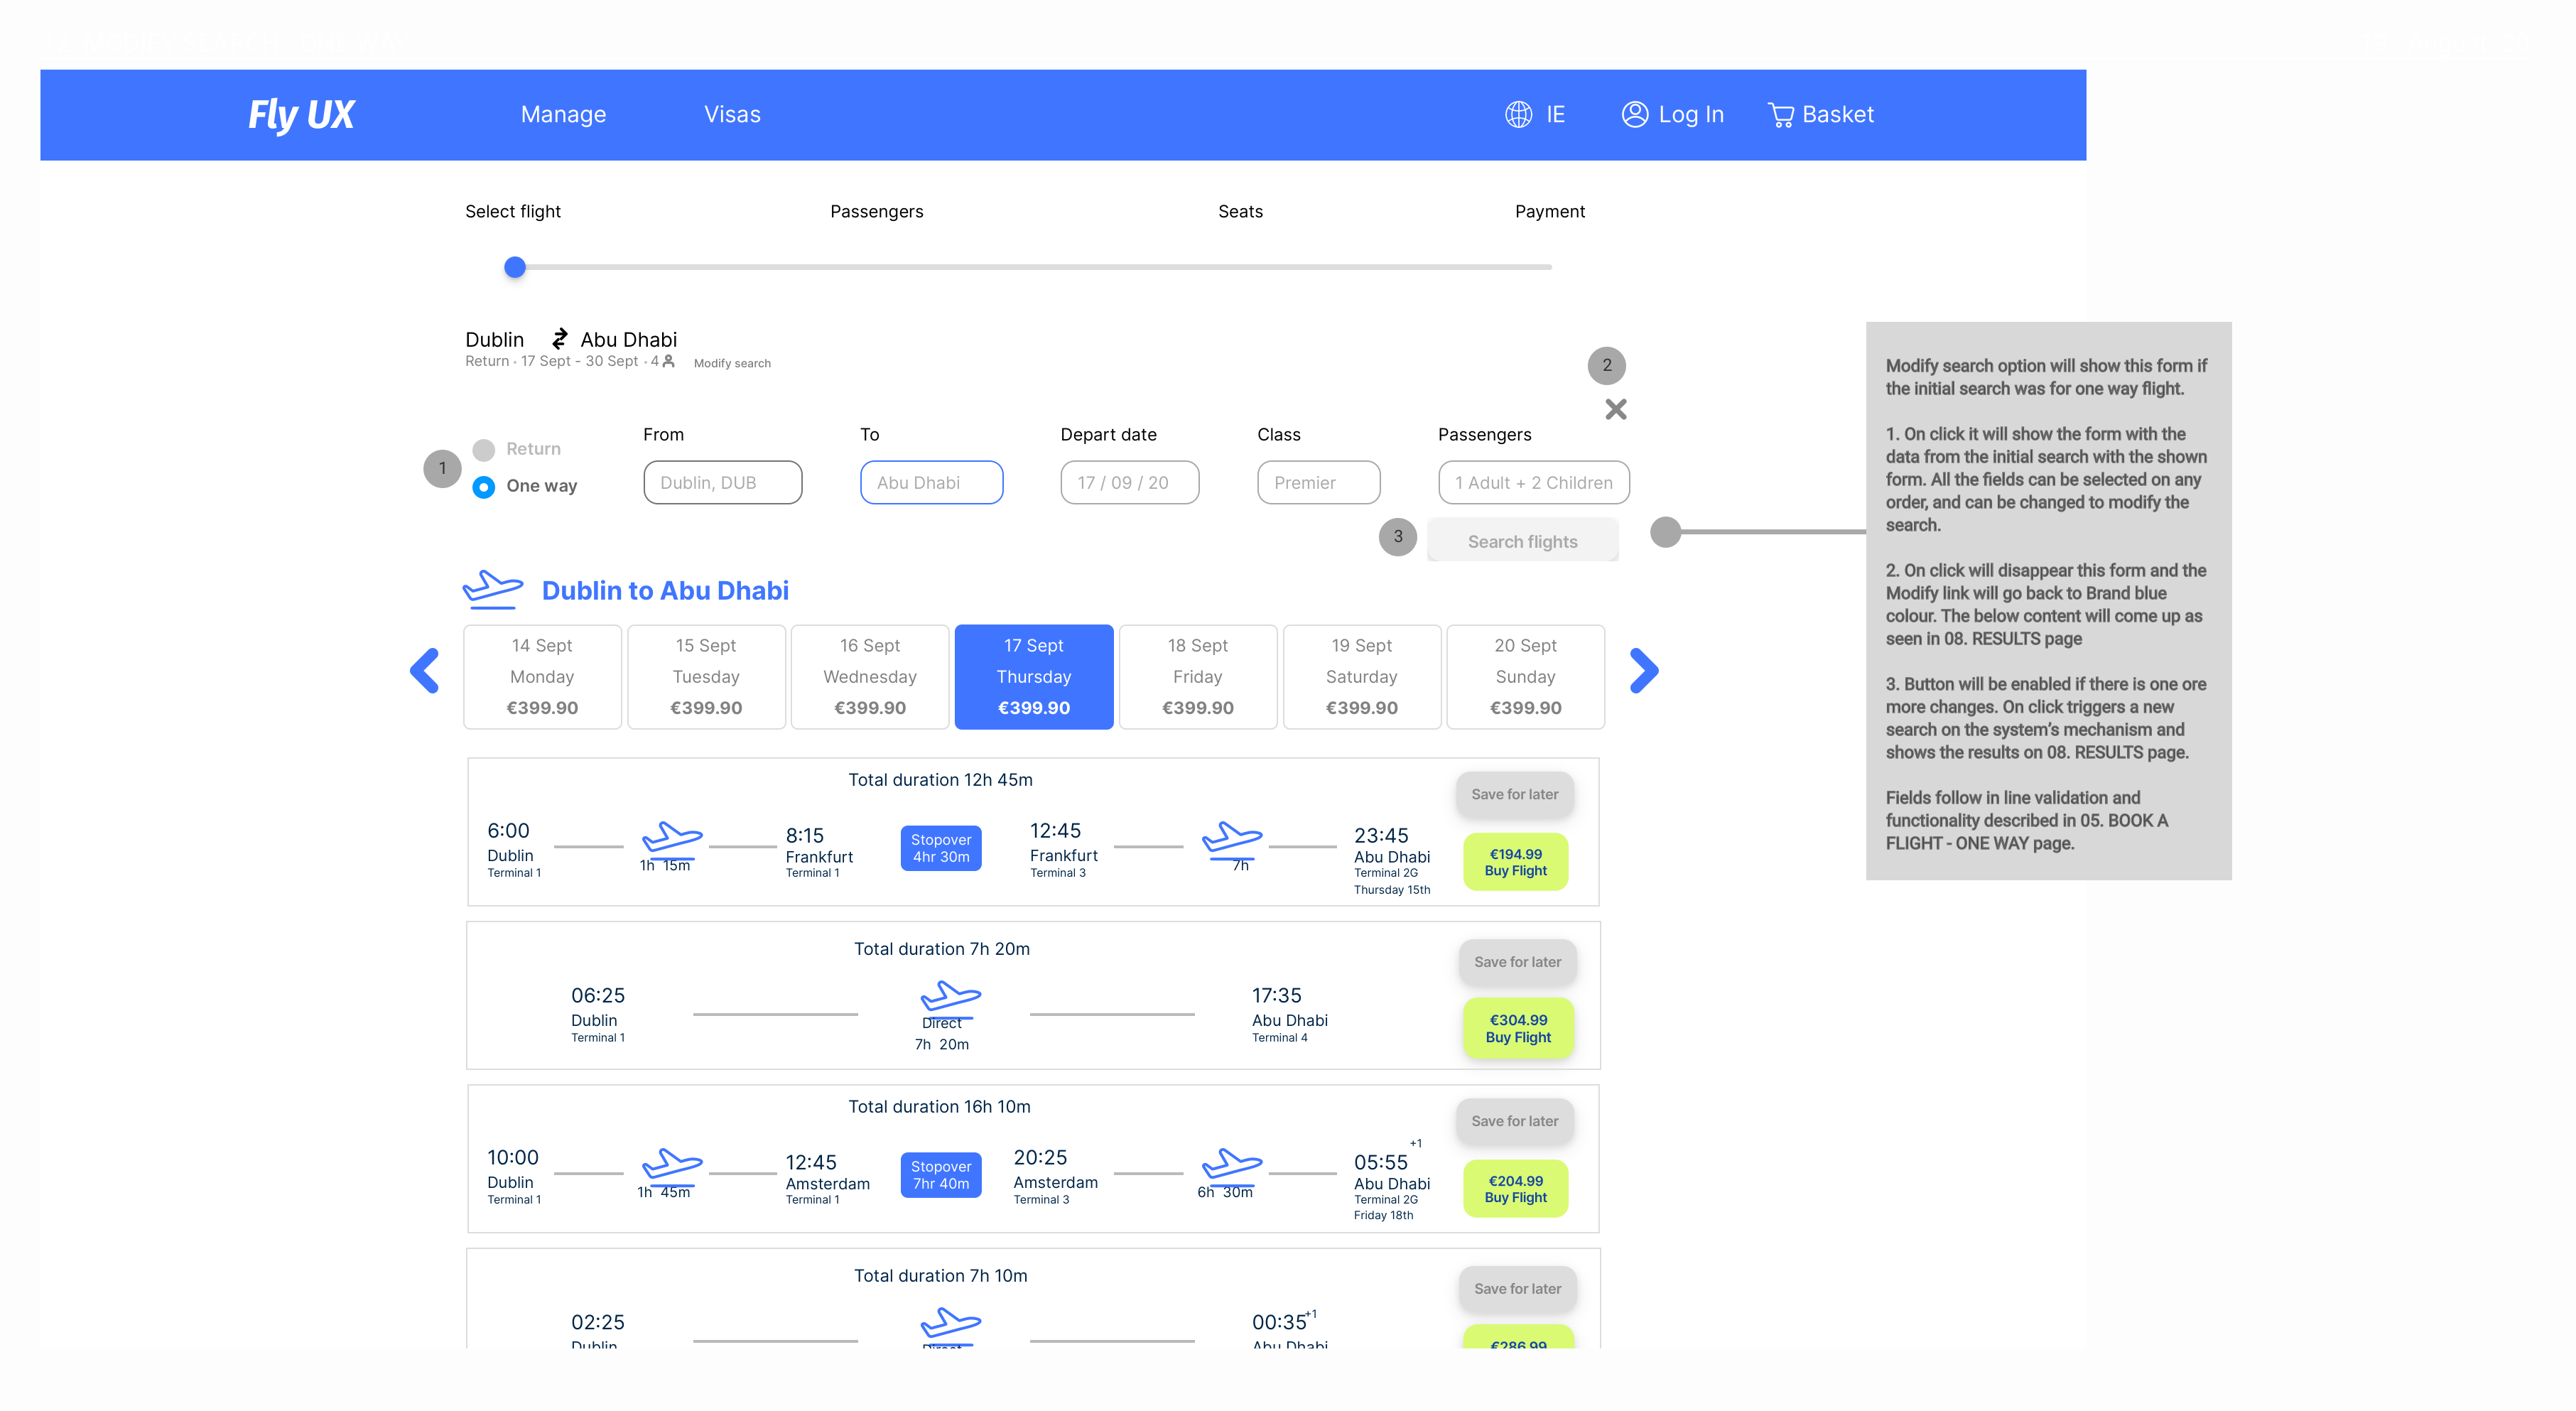 Fly UX
Manage
Visas
IE
Log In
Basket
Select flight
Passengers
Seats
Payment
Dublin
Abu Dhabi
Return · 17 Sept - 30 Sept · 4
Modify search
2
1
Return
One way
From
Dublin, DUB
To
Abu Dhabi
Depart date
17 / 09 / 20
Class
Premier
Passengers
1 Adult + 2 Children
3
Search flights
Dublin to Abu Dhabi
14 Sept
Monday
€399.90
15 Sept
Tuesday
€399.90
16 Sept
Wednesday
€399.90
17 Sept
Thursday
€399.90
18 Sept
Friday
€399.90
19 Sept
Saturday
€399.90
20 Sept
Sunday
€399.90
Total duration 12h 45m
6:00
Dublin
Terminal 1
1h 15m
8:15
Frankfurt
Terminal 1
Stopover
4hr 30m
12:45
Frankfurt
Terminal 3
7h
23:45
Abu Dhabi
Terminal 2G
Thursday 15th
Save for later
€194.99
Buy Flight
Total duration 7h 20m
06:25
Dublin
Terminal 1
Direct
7h 20m
17:35
Abu Dhabi
Terminal 4
Save for later
€304.99
Buy Flight
Total duration 16h 10m
10:00
Dublin
Terminal 1
1h 45m
12:45
Amsterdam
Terminal 1
Stopover
7hr 40m
20:25
Amsterdam
Terminal 3
6h 30m
+1
05:55
Abu Dhabi
Terminal 2G
Friday 18th
Save for later
€204.99
Buy Flight
Total duration 7h 10m
02:25
Dublin
Direct
00:35+1
Abu Dhabi
Save for later
€286.99
Modify search option will show this form if
the initial search was for one way flight.
1. On click it will show the form with the
data from the initial search with the shown
form. All the fields can be selected on any
order, and can be changed to modify the
search.
2. On click will disappear this form and the
Modify link will go back to Brand blue
colour. The below content will come up as
seen in 08. RESULTS page
3. Button will be enabled if there is one ore
more changes. On click triggers a new
search on the system's mechanism and
shows the results on 08. RESULTS page.
Fields follow in line validation and
functionality described in 05. BOOK A
FLIGHT - ONE WAY page.